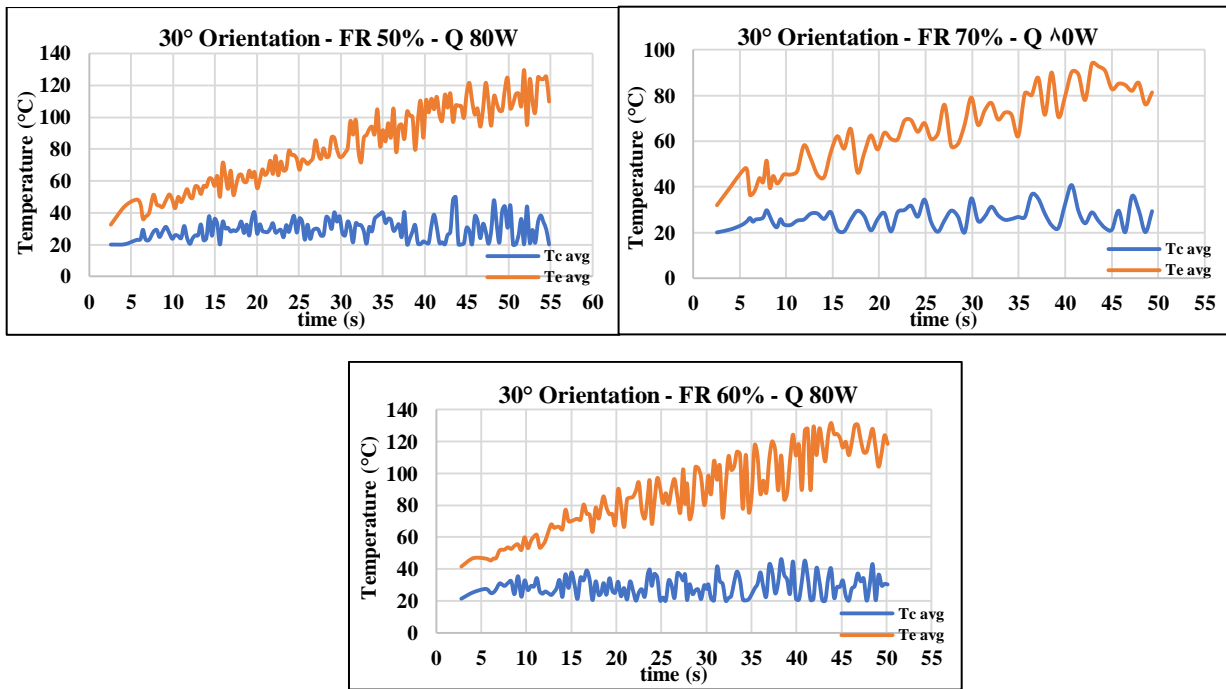 30° Orientation - FR 50% - Q 80W
Temperature (°C)
140
120
100
80
60
40
20
0
Tc avg
Te avg
0 5 10 15 20 25 30 35 40 45 50 55 60
time (s)
30° Orientation - FR 70% - Q ^0W
Temperature (°C)
100
80
60
40
20
0
Tc avg
Te avg
0 5 10 15 20 25 30 35 40 45 50 55
time (s)
30° Orientation - FR 60% - Q 80W
Temperature (°C)
140
120
100
80
60
40
20
0
Tc avg
Te avg
0 5 10 15 20 25 30 35 40 45 50 55
time (s)